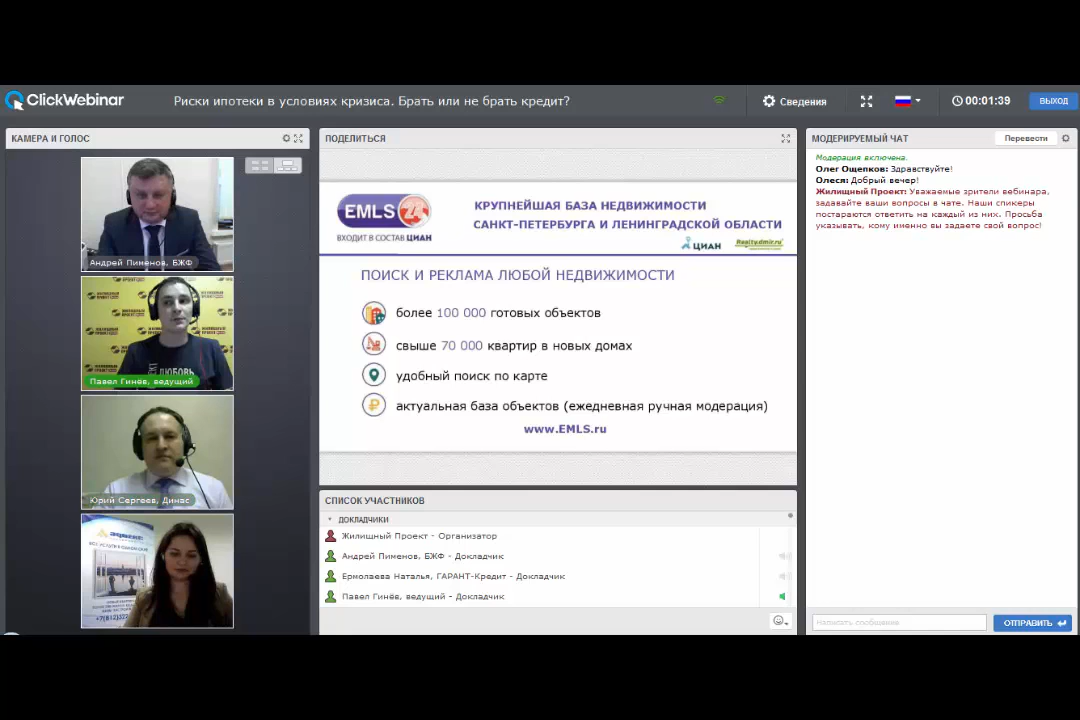 ClickWebinar
Риски ипотеки в условиях кризиса. Брать или не брать кредит?
Сведения
00:01:39
ВЫХОД
КАМЕРА И ГОЛОС
Андрей Пименов, БЖФ
Павел Гинёв, ведущий
Юрий Сергеев, Динас
ПОДЕЛИТЬСЯ
EMLS 24
ВХОДИТ В СОСТАВ ЦИАН
КРУПНЕЙШАЯ БАЗА НЕДВИЖИМОСТИ
САНКТ-ПЕТЕРБУРГА И ЛЕНИНГРАДСКОЙ ОБЛАСТИ
ЦИАН
Realty.dmir.ru
ПОИСК И РЕКЛАМА ЛЮБОЙ НЕДВИЖИМОСТИ
более 100 000 готовых объектов
свыше 70 000 квартир в новых домах
удобный поиск по карте
актуальная база объектов (ежедневная ручная модерация)
www.EMLS.ru
СПИСОК УЧАСТНИКОВ
ДОКЛАДЧИКИ
Жилищный Проект - Организатор
Андрей Пименов, БЖФ - Докладчик
Ермолаева Наталья, ГАРАНТ-Кредит - Докладчик
Павел Гинёв, ведущий - Докладчик
МОДЕРИРУЕМЫЙ ЧАТ
Перевести
Модерация включена.
Олег Ощепков: Здравствуйте!
Олеся: Добрый вечер!
Жилищный Проект: Уважаемые зрители вебинара,
задавайте ваши вопросы в чате. Наши спикеры
постараются ответить на каждый из них. Просьба
указывать, кому именно вы задаете свой вопрос!
Написать сообщение
ОТПРАВИТЬ